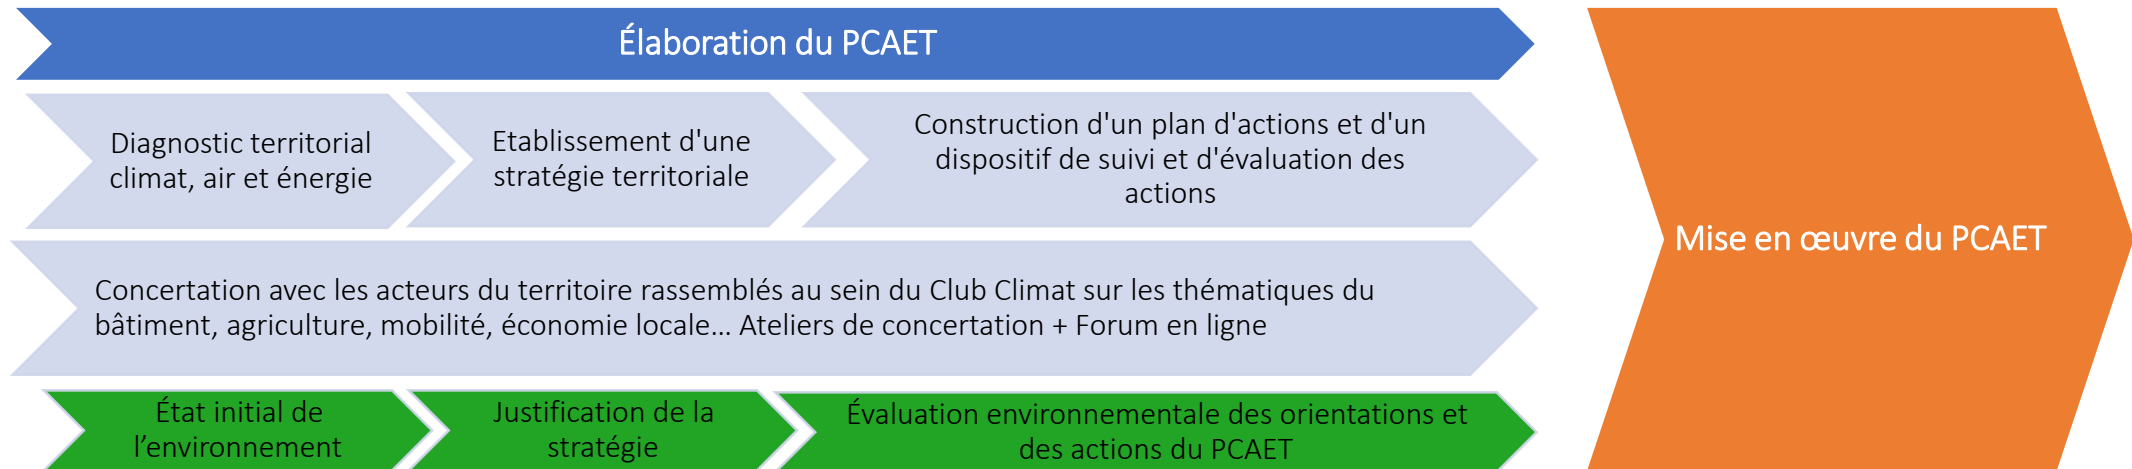 Élaboration du PCAET
Diagnostic territorial
climat, air et énergie
Etablissement d'une
stratégie territoriale
Construction d'un plan d'actions et d'un
dispositif de suivi et d'évaluation des
actions
Concertation avec les acteurs du territoire rassemblés au sein du Club Climat sur les thématiques du
bâtiment, agriculture, mobilité, économie locale... Ateliers de concertation + Forum en ligne
État initial de
l’environnement
Justification de la
stratégie
Évaluation environnementale des orientations et
des actions du PCAET
Mise en œuvre du PCAET